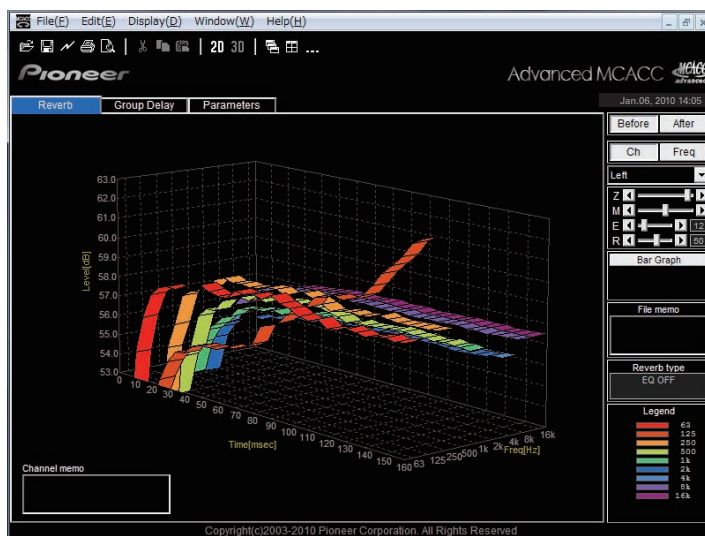 File(F) Edit(E) Display(D) Window(W) Help(H)
2D 3D ...
Pioneer
Advanced MCACC MCACC advanced
Reverb Group Delay Parameters
Jan.06, 2010 14:05
Before After
Ch Freq
Left
Z
M
E 12
R 50
Bar Graph
File memo
Reverb type
EQ OFF
Legend
63
125
250
500
1k
2k
4k
8k
16k
63.0
62.0
61.0
60.0
59.0
58.0
57.0
56.0
55.0
54.0
53.0
Level[dB]
0 10 20 30 40 50 60 70 80 90 100 110 120 130 140 150 160
Time[msec]
63 125 250 500 1k 2k 4k 8k 16k
Freq[Hz]
Channel memo
Copyright(c)2003-2010 Pioneer Corporation. All Rights Reserved